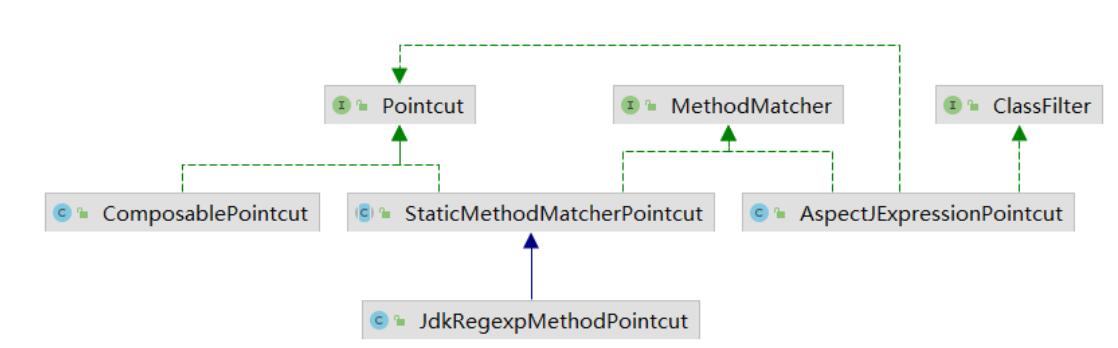 I Pointcut
I MethodMatcher
I ClassFilter
C ComposablePointcut
C StaticMethodMatcherPointcut
C AspectJExpressionPointcut
C JdkRegexpMethodPointcut